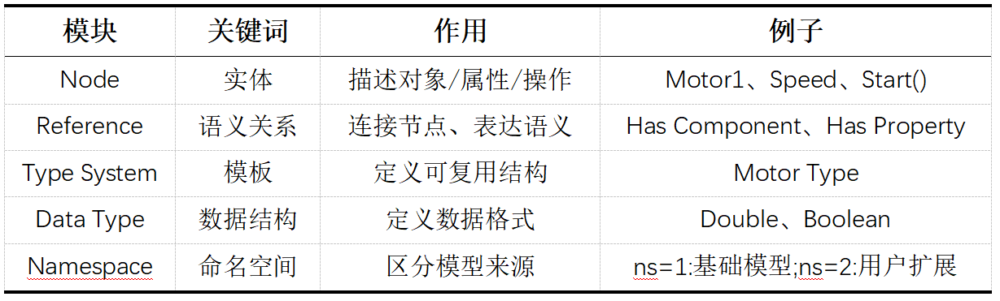 模块 关键词 作用 例子
Node 实体 描述对象/属性/操作 Motor1、Speed、Start()
Reference 语义关系 连接节点、表达语义 Has Component、Has Property
Type System 模板 定义可复用结构 Motor Type
Data Type 数据结构 定义数据格式 Double、Boolean
Namespace 命名空间 区分模型来源 ns=1:基础模型;ns=2:用户扩展